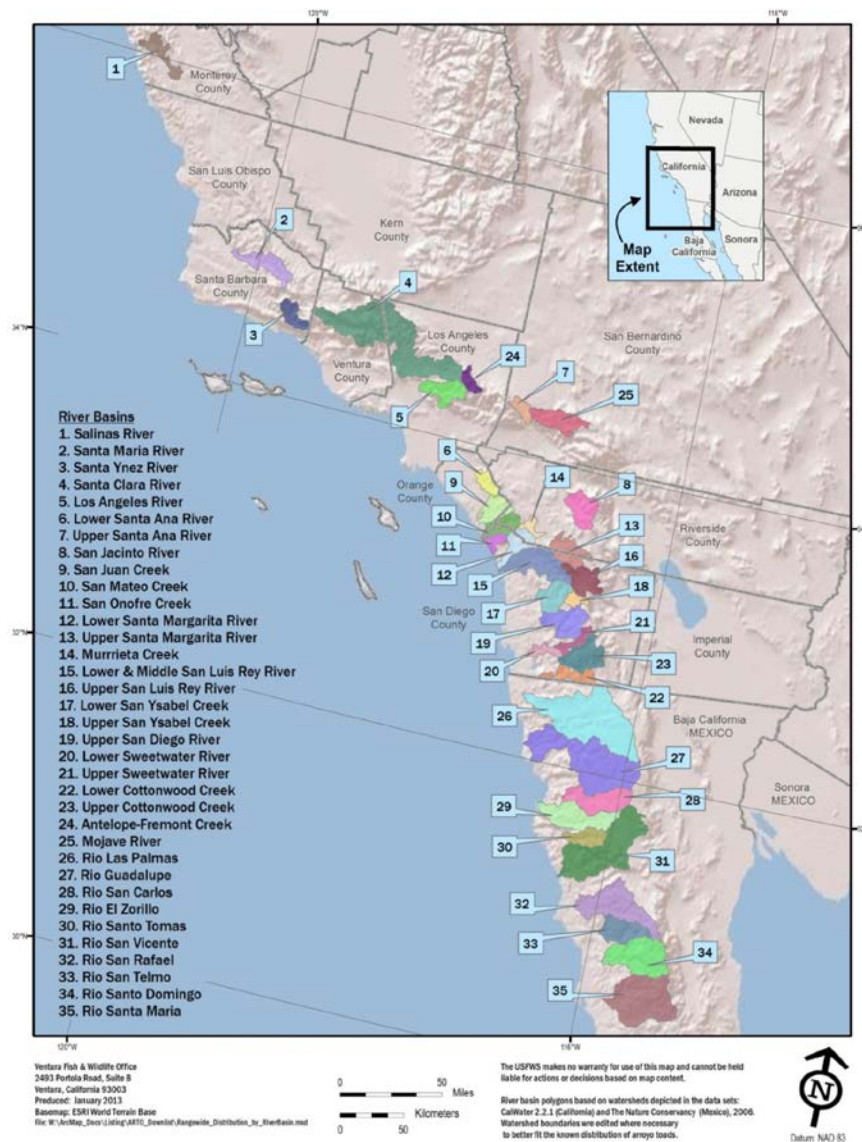 120°W
118°W
1
Monterey
County
Nevada
California
Arizona
Baja
California
Sonora
Map
Extent
San Luis Obispo
County
2
Kern
County
Santa Barbara
County
4
34°N
3
Los Angeles
County
24
San Bernardino
County
Ventura
County
7
25
5
River Basins
1. Salinas River
2. Santa Maria River
3. Santa Ynez River
4. Santa Clara River
5. Los Angeles River
6. Lower Santa Ana River
7. Upper Santa Ana River
8. San Jacinto River
9. San Juan Creek
10. San Mateo Creek
11. San Onofre Creek
12. Lower Santa Margarita River
13. Upper Santa Margarita River
14. Murrrieta Creek
15. Lower & Middle San Luis Rey River
16. Upper San Luis Rey River
17. Lower San Ysabel Creek
18. Upper San Ysabel Creek
19. Upper San Diego River
20. Lower Sweetwater River
21. Upper Sweetwater River
22. Lower Cottonwood Creek
23. Upper Cottonwood Creek
24. Antelope-Fremont Creek
25. Mojave River
26. Rio Las Palmas
27. Rio Guadalupe
28. Rio San Carlos
29. Rio El Zorillo
30. Rio Santo Tomas
31. Rio San Vicente
32. Rio San Rafael
33. Rio San Telmo
34. Rio Santo Domingo
35. Rio Santa Maria
6
14
Orange
County
9
8
10
13
Riverside
County
11
16
12
15
18
17
32°N
San Diego
County
21
19
Imperial
County
23
20
22
26
Baja California
MEXICO
27
Sonora
MEXICO
28
29
30
31
32
33
30°N
34
35
120°W
116°W
Ventura Fish & Wildlife Office
2493 Portola Road, Suite B
Ventura, California 93003
Produced: January 2013
Basemap: ESRI World Terrain Base
0 50
Miles
Kilometers
0 50
The USFWS makes no warranty for use of this map and cannot be held
liable for actions or decisions based on map content.
River basin polygons based on watersheds depicted in the data sets:
CalWater 2.2.1 (California) and The Nature Conservancy (Mexico), 2006.
Watershed boundaries were edited where necessary
to better fit the known distribution of arroyo toads.
N
Datum: NAD 83